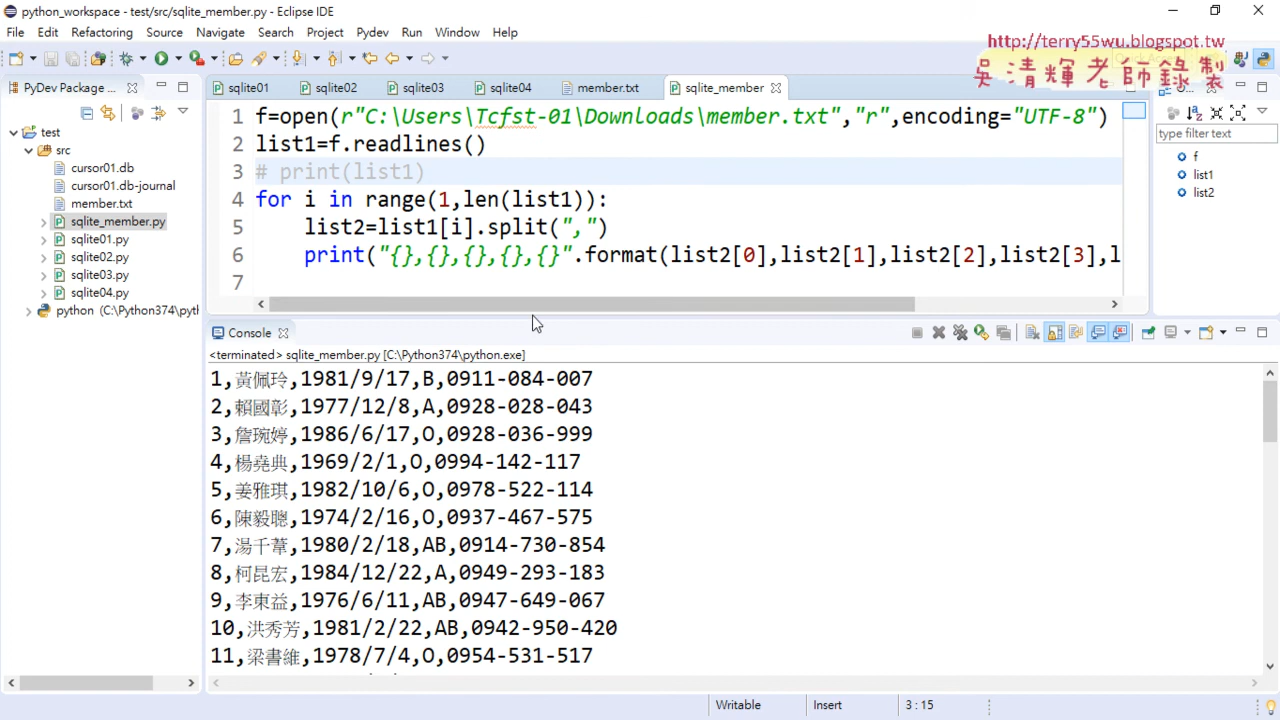 python_workspace - test/src/sqlite_member.py - Eclipse IDE
File Edit Refactoring Source Navigate Search Project Pydev Run Window Help
http://terry55wu.blogspot.tw
吳清輝老師錄製
PyDev Package ...
sqlite01 sqlite02 sqlite03 sqlite04 member.txt sqlite_member
test
src
cursor01.db
cursor01.db-journal
member.txt
sqlite_member.py
sqlite01.py
sqlite02.py
sqlite03.py
sqlite04.py
python (C:\Python374\pyth
1 f=open(r"C:\Users\Tcfst-01\Downloads\member.txt","r",encoding="UTF-8")
2 list1=f.readlines()
3 # print(list1)
4 for i in range(1,len(list1)):
5 list2=list1[i].split(",")
6 print("{},{},{},{},{}".format(list2[0],list2[1],list2[2],list2[3],l
7
type filter text
f
list1
list2
Console
<terminated> sqlite_member.py [C:\Python374\python.exe]
1,黃佩玲,1981/9/17,B,0911-084-007
2,賴國彰,1977/12/8,A,0928-028-043
3,詹琬婷,1986/6/17,O,0928-036-999
4,楊堯典,1969/2/1,O,0994-142-117
5,姜雅琪,1982/10/6,O,0978-522-114
6,陳毅聰,1974/2/16,O,0937-467-575
7,湯千葦,1980/2/18,AB,0914-730-854
8,柯昆宏,1984/12/22,A,0949-293-183
9,李東益,1976/6/11,AB,0947-649-067
10,洪秀芳,1981/2/22,AB,0942-950-420
11,梁書維,1978/7/4,O,0954-531-517
Writable Insert 3 : 15